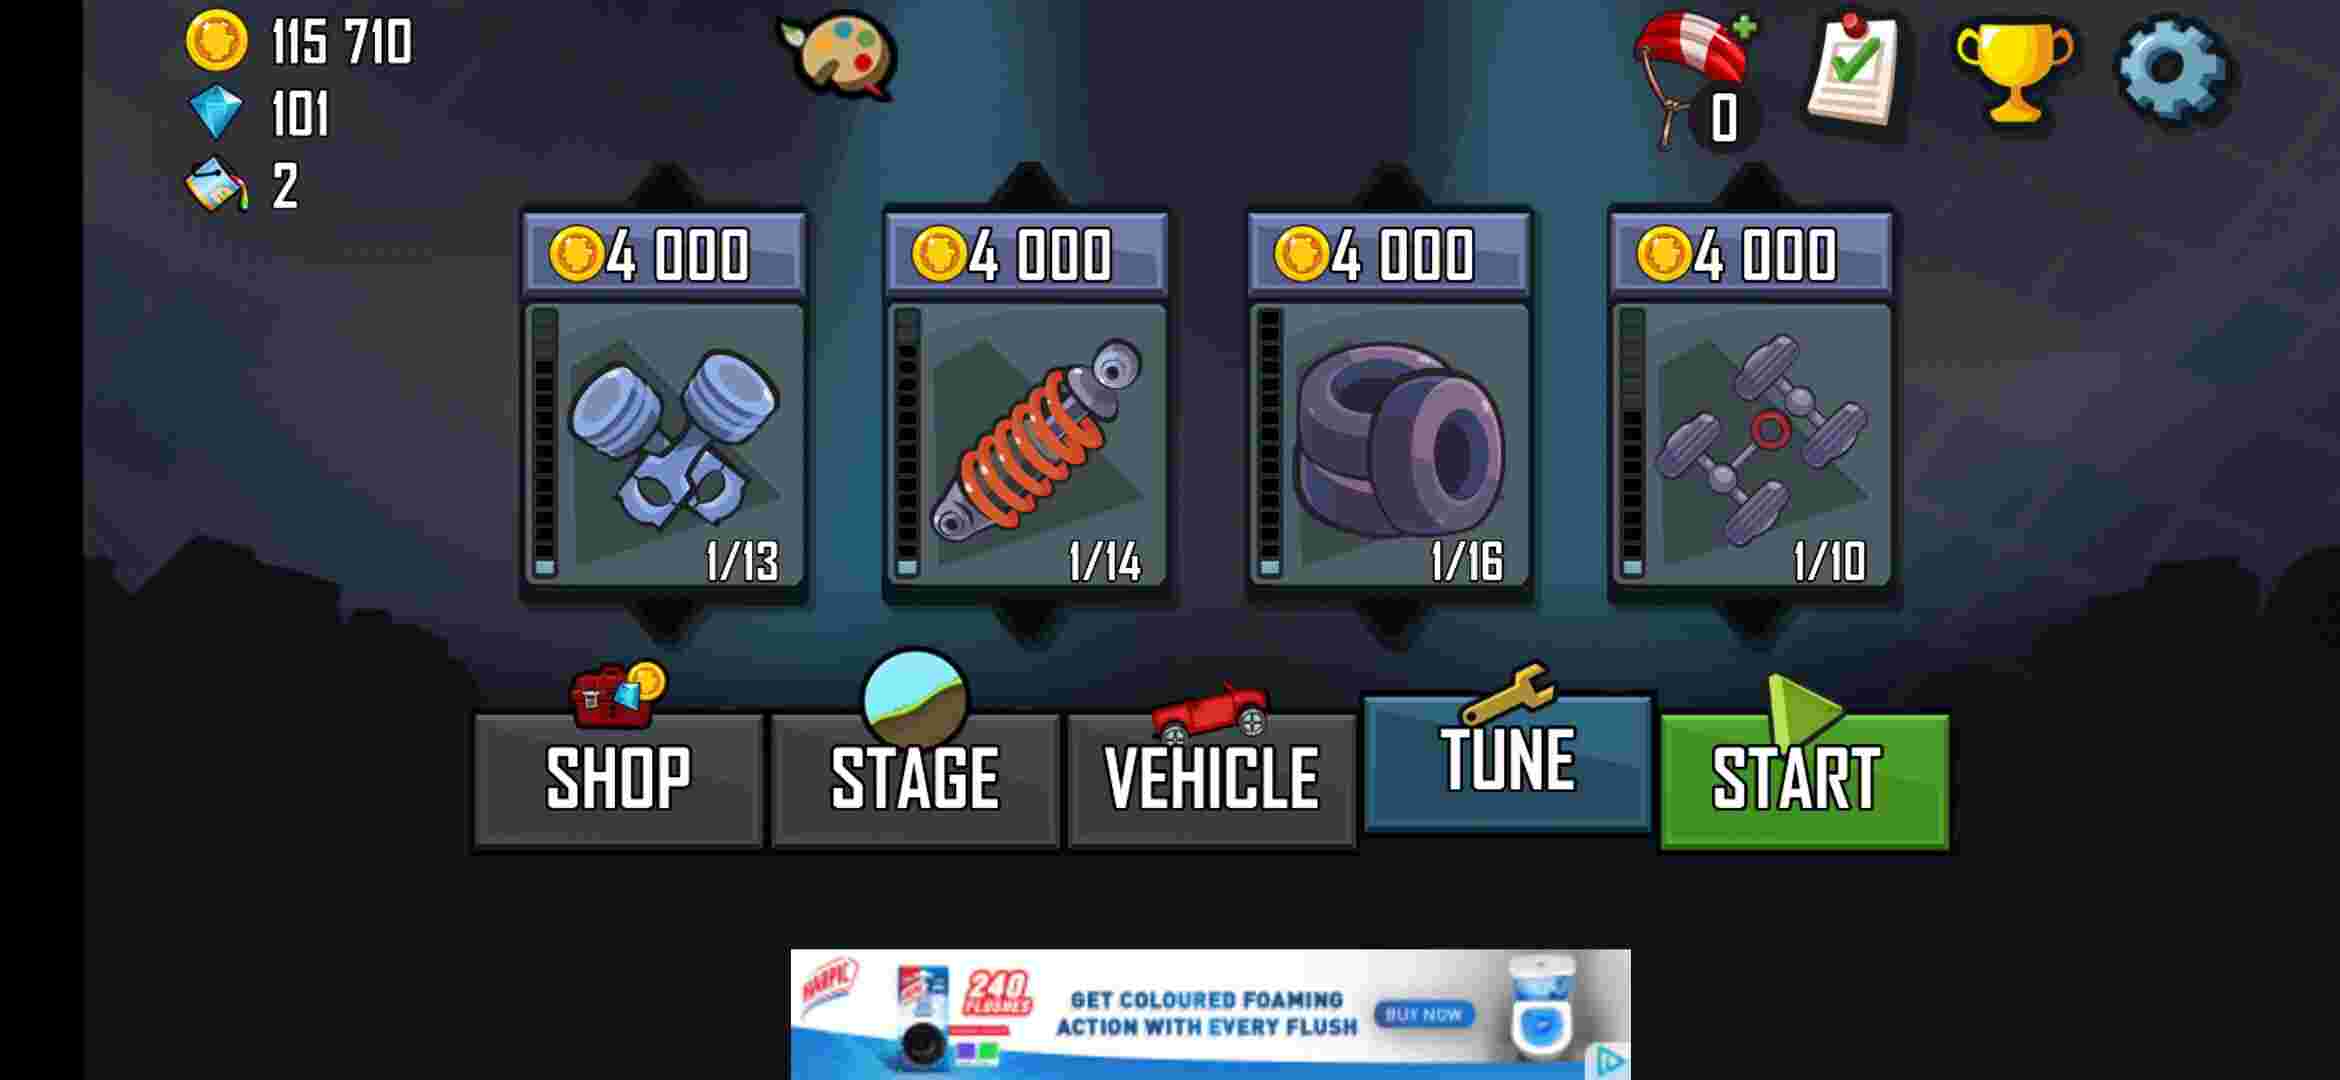 115 710
101
2
0
4 000
4 000
4 000
4 000
1/13
1/14
1/16
1/10
SHOP
STAGE
VEHICLE
TUNE
START
HARPIC
240
FLUSHES
GET COLOURED FOAMING
ACTION WITH EVERY FLUSH
BUY NOW